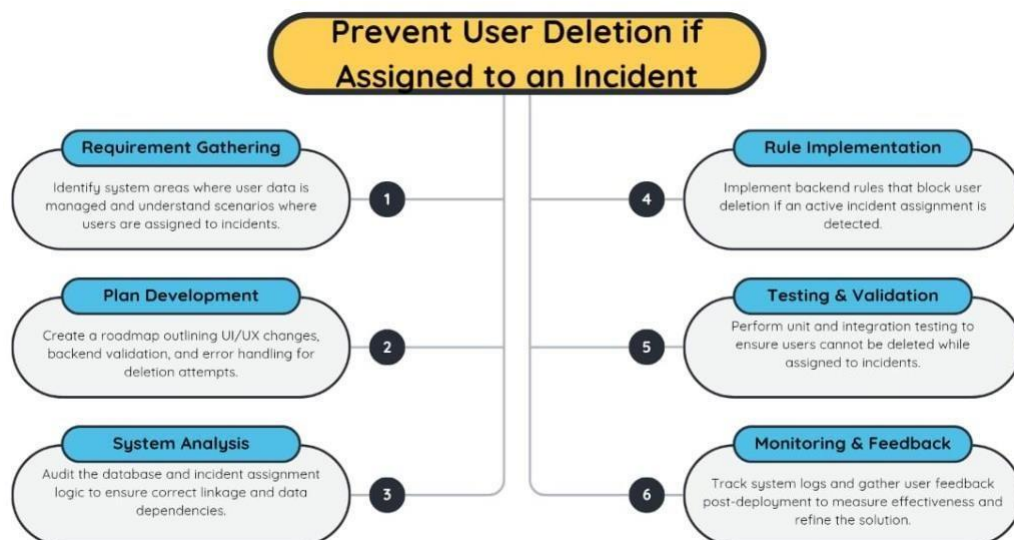 Prevent User Deletion if
Assigned to an Incident
Requirement Gathering
Identify system areas where user data is
managed and understand scenarios where
users are assigned to incidents.
1
Plan Development
Create a roadmap outlining UI/UX changes,
backend validation, and error handling for
deletion attempts.
2
System Analysis
Audit the database and incident assignment
logic to ensure correct linkage and data
dependencies.
3
Rule Implementation
Implement backend rules that block user
deletion if an active incident assignment is
detected.
4
Testing & Validation
Perform unit and integration testing to
ensure users cannot be deleted while
assigned to incidents.
5
Monitoring & Feedback
Track system logs and gather user feedback
post-deployment to measure effectiveness and
refine the solution.
6